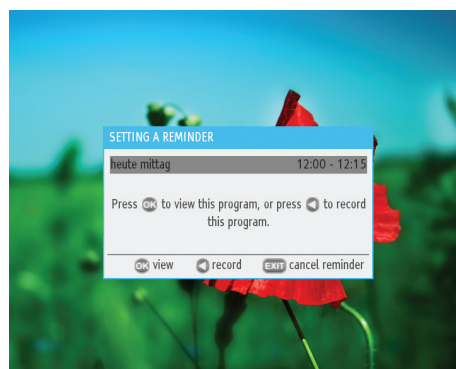 SETTING A REMINDER
heute mittag 12:00 - 12:15
Press OK to view this program, or press to record
this program.
OK view record EXIT cancel reminder